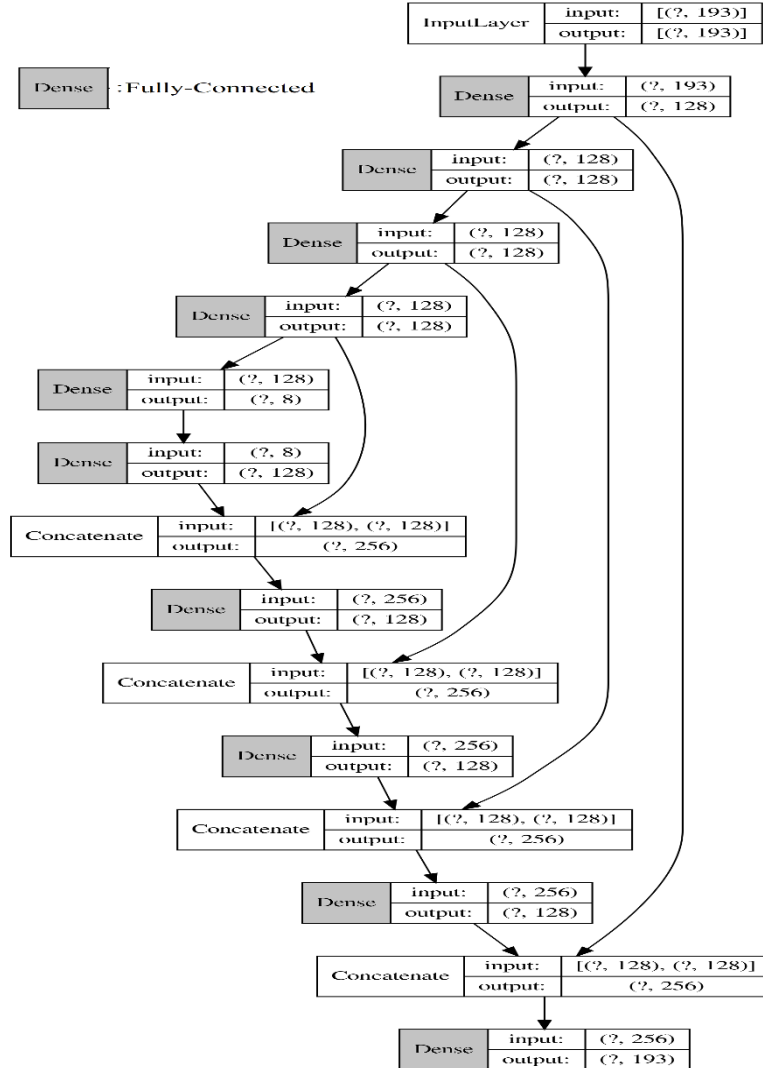 InputLayer input: [(?, 193)]
output: [(?, 193)]
Dense :Fully-Connected
Dense input: (?, 193)
output: (?, 128)
Dense input: (?, 128)
output: (?, 128)
Dense input: (?, 128)
output: (?, 128)
Dense input: (?, 128)
output: (?, 128)
Dense input: (?, 128)
output: (?, 8)
Dense input: (?, 8)
output: (?, 128)
Concatenate input: [(?, 128), (?, 128)]
output: (?, 256)
Dense input: (?, 256)
output: (?, 128)
Concatenate input: [(?, 128), (?, 128)]
output: (?, 256)
Dense input: (?, 256)
output: (?, 128)
Concatenate input: [(?, 128), (?, 128)]
output: (?, 256)
Dense input: (?, 256)
output: (?, 128)
Concatenate input: [(?, 128), (?, 128)]
output: (?, 256)
Dense input: (?, 256)
output: (?, 193)